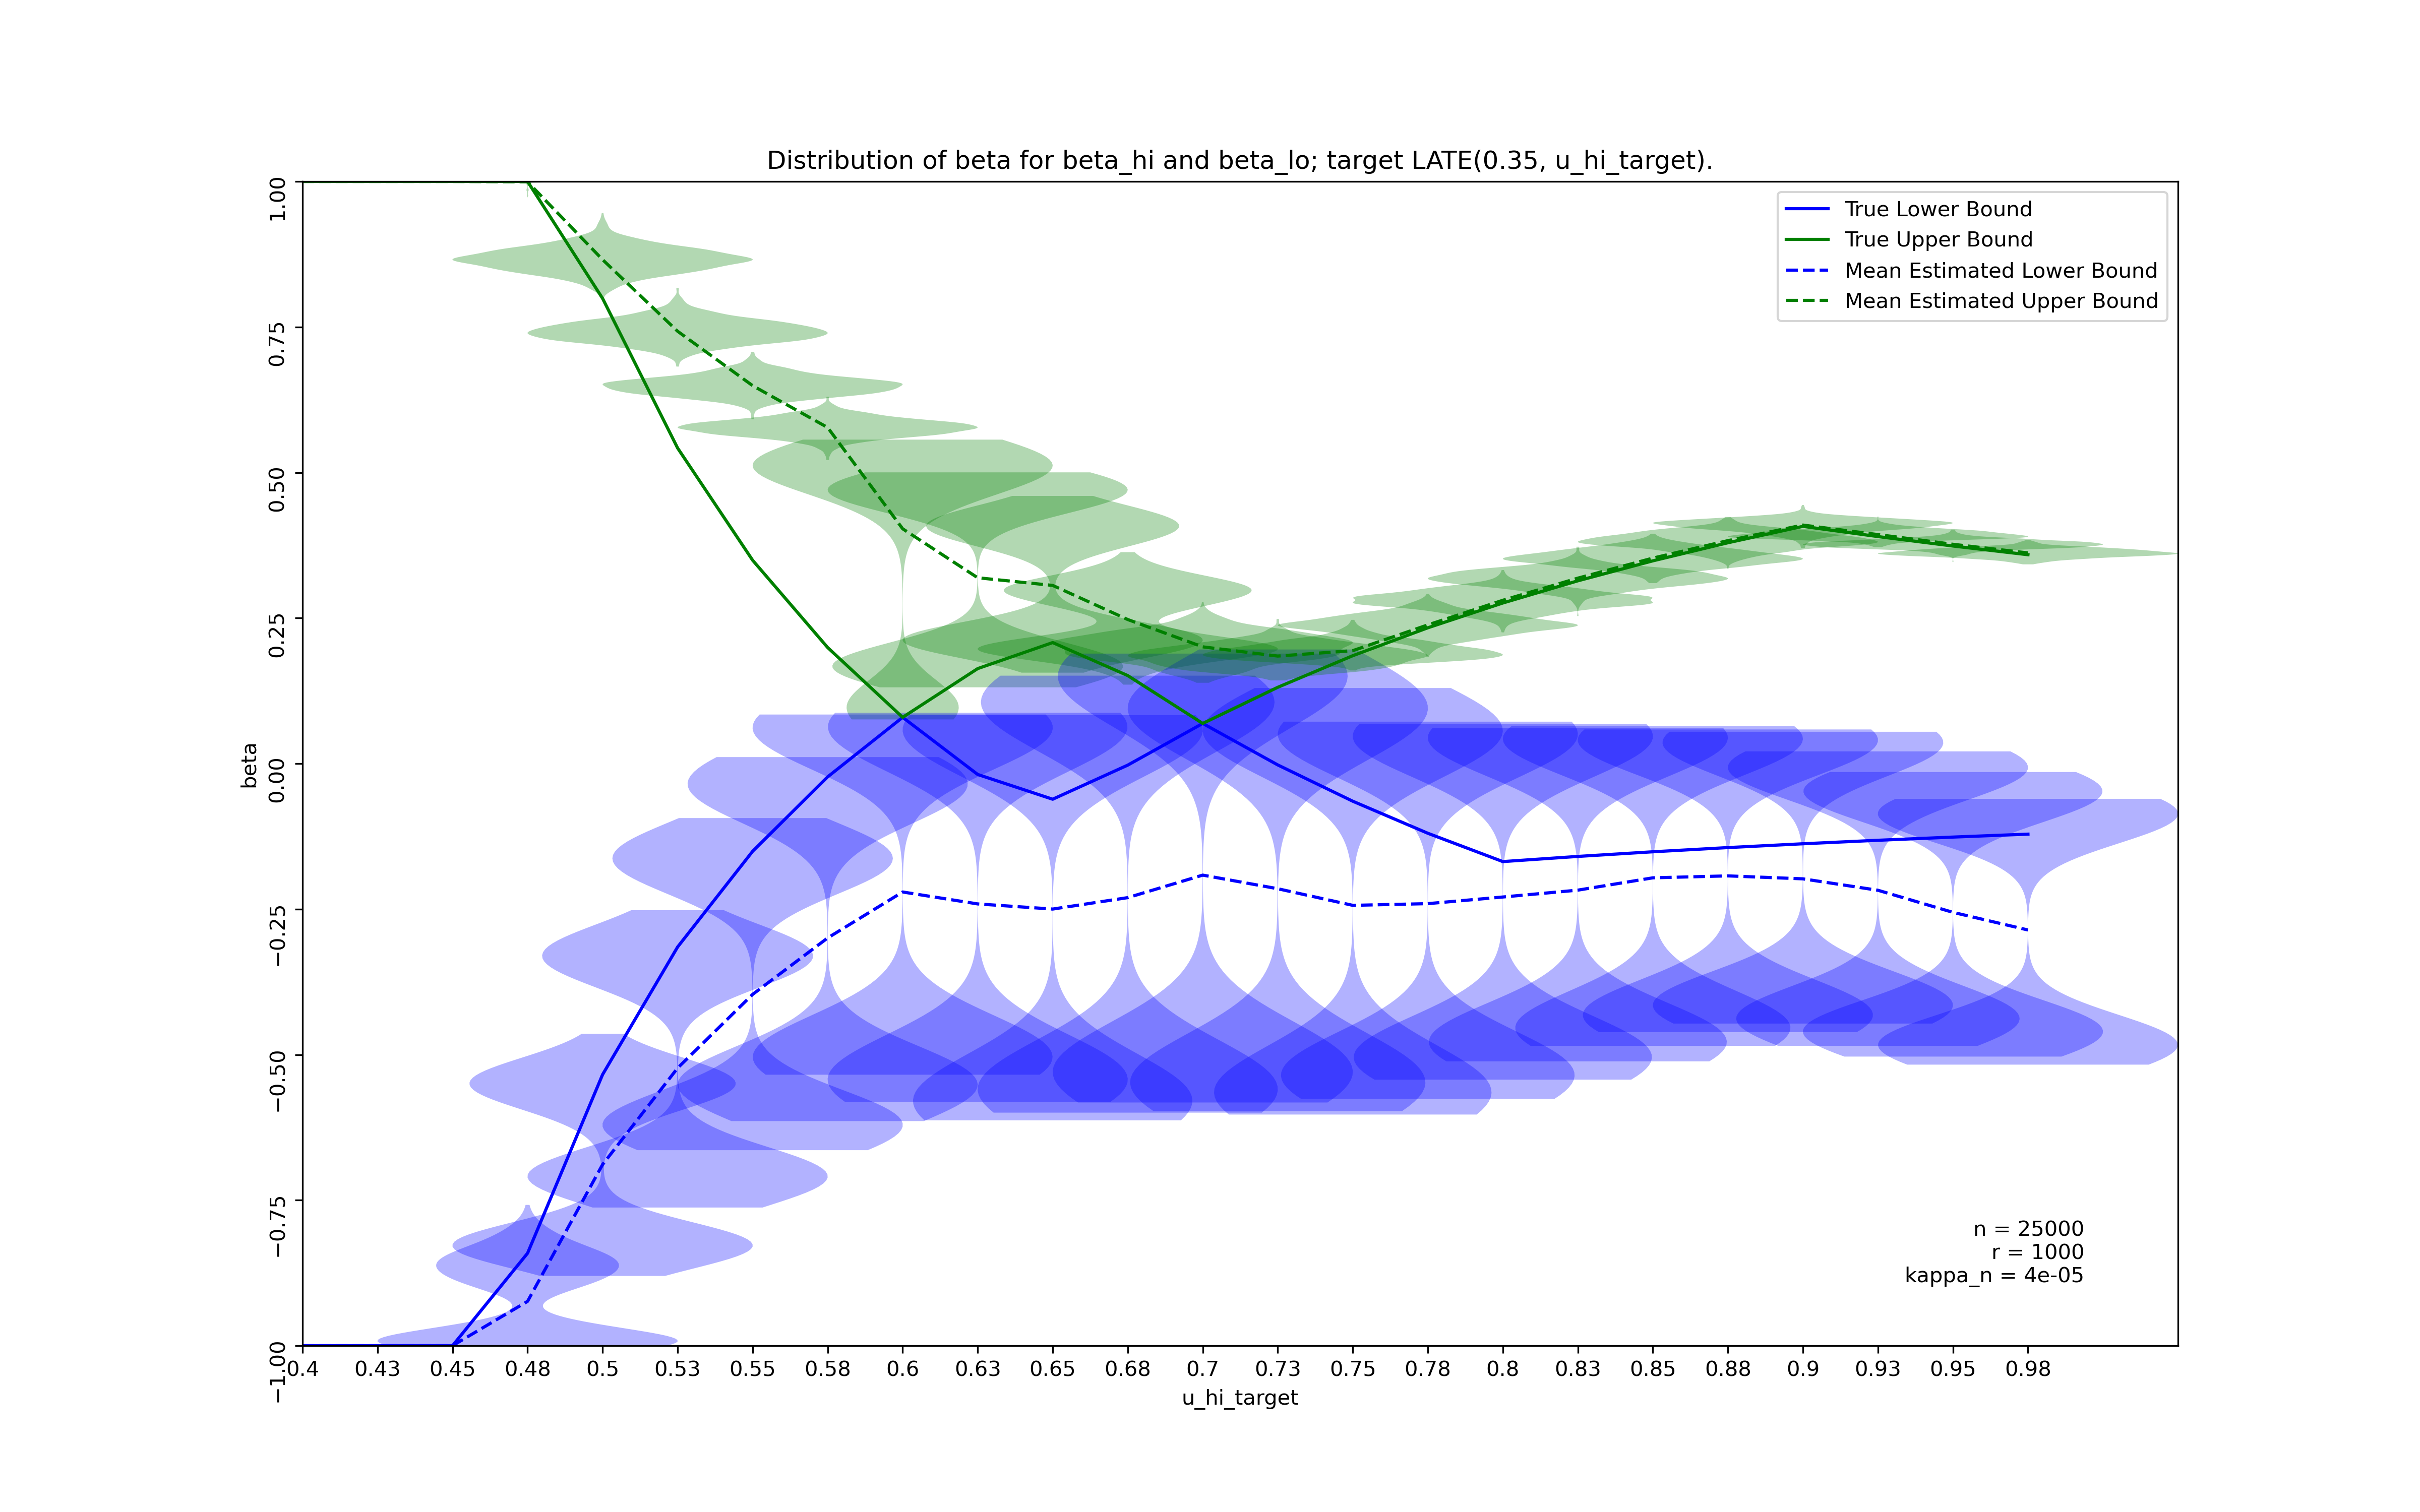 Distribution of beta for beta_hi and beta_lo; target LATE(0.35, u_hi_target).
True Lower Bound
True Upper Bound
Mean Estimated Lower Bound
Mean Estimated Upper Bound
1.00
0.75
0.50
0.25
0.00
−0.25
−0.50
−0.75
−1.00
beta
n = 25000
r = 1000
kappa_n = 4e-05
0.4 0.43 0.45 0.48 0.5 0.53 0.55 0.58 0.6 0.63 0.65 0.68 0.7 0.73 0.75 0.78 0.8 0.83 0.85 0.88 0.9 0.93 0.95 0.98
u_hi_target